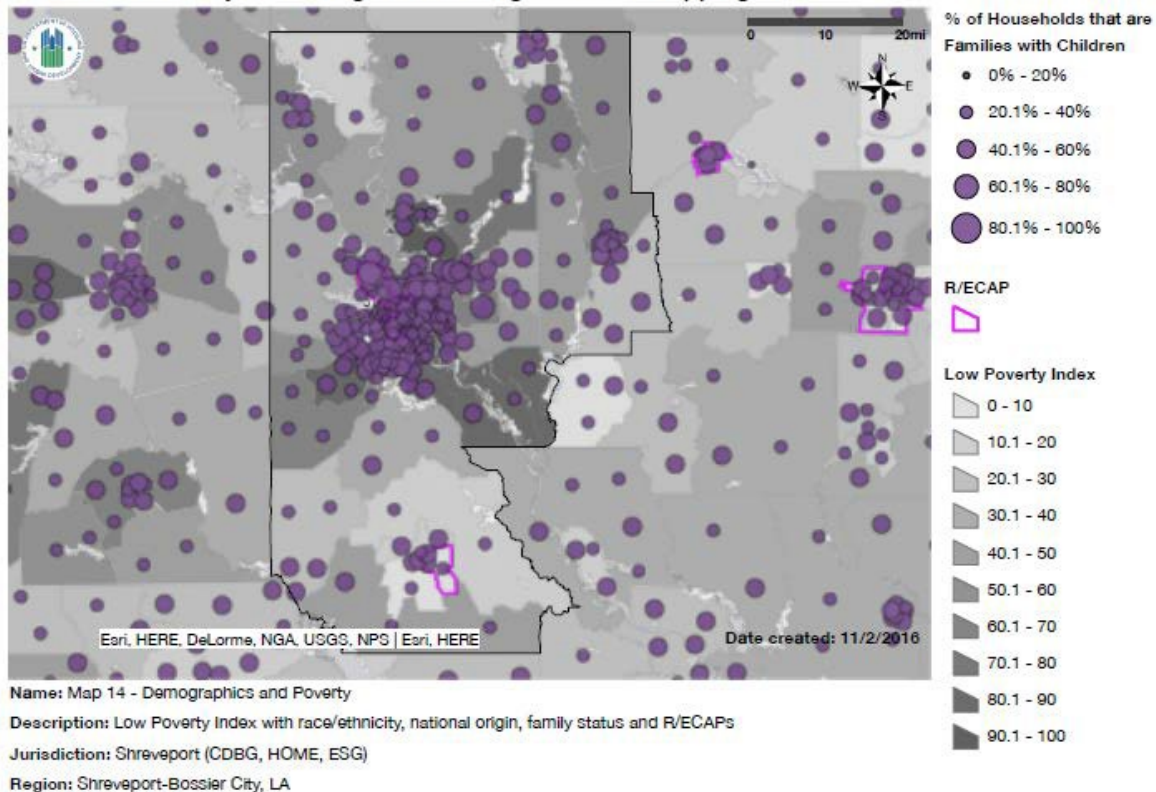 0 10 20mi
N
W E
S
% of Households that are
Families with Children
0% - 20%
20.1% - 40%
40.1% - 60%
60.1% - 80%
80.1% - 100%
R/ECAP
Low Poverty Index
0 - 10
10.1 - 20
20.1 - 30
30.1 - 40
40.1 - 50
50.1 - 60
60.1 - 70
70.1 - 80
80.1 - 90
90.1 - 100
Esri, HERE, DeLorme, NGA, USGS, NPS | Esri, HERE
Date created: 11/2/2016
Name: Map 14 - Demographics and Poverty
Description: Low Poverty Index with race/ethnicity, national origin, family status and R/ECAPs
Jurisdiction: Shreveport (CDBG, HOME, ESG)
Region: Shreveport-Bossier City, LA